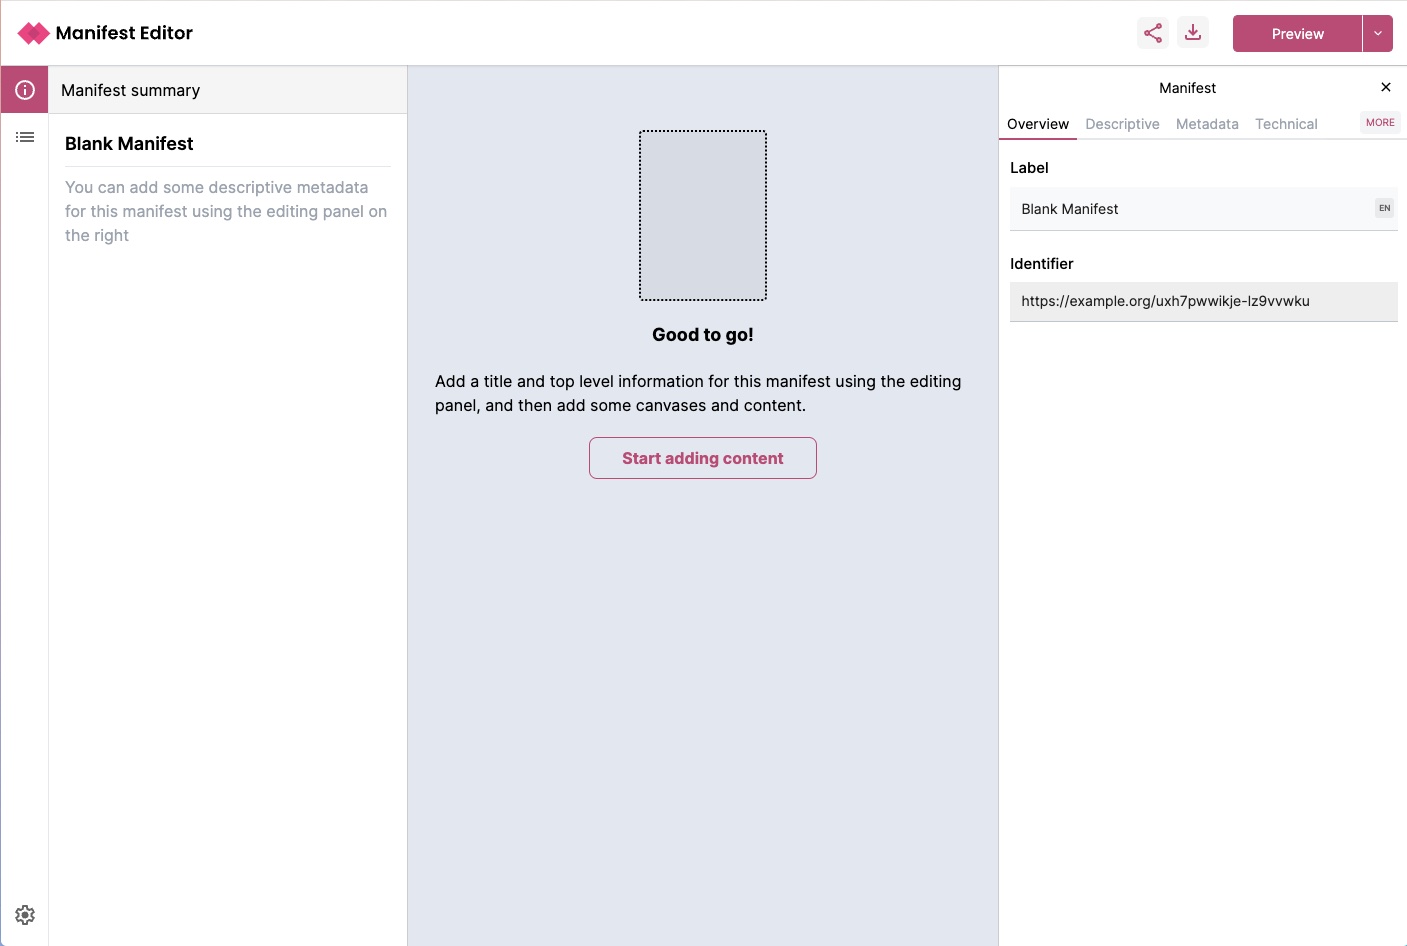 Manifest Editor
Preview
Manifest summary
Blank Manifest
You can add some descriptive metadata
for this manifest using the editing panel on
the right
Good to go!
Add a title and top level information for this manifest using the editing
panel, and then add some canvases and content.
Start adding content
Manifest
Overview Descriptive Metadata Technical MORE
Label
Blank Manifest EN
Identifier
https://example.org/uxh7pwwikje-lz9vvwku